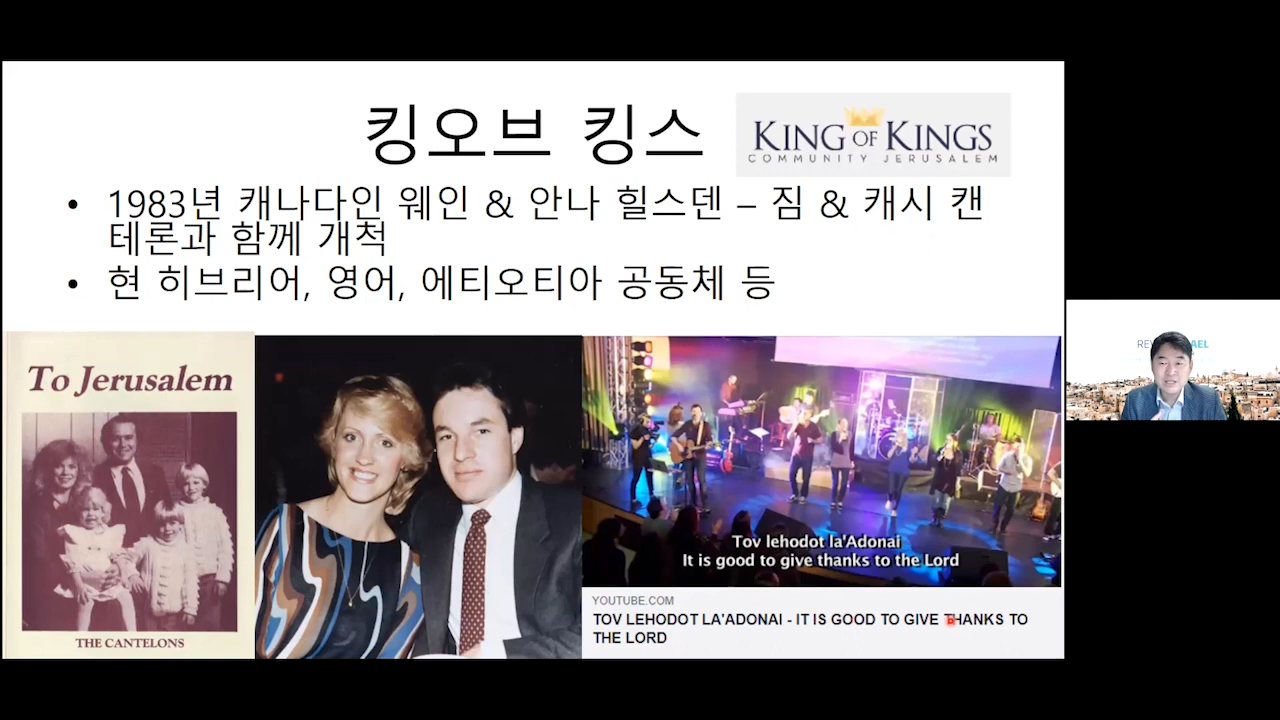 킹오브 킹스
KING OF KINGS
COMMUNITY JERUSALEM
• 1983년 캐나다인 웨인 & 안나 힐스덴 – 짐 & 캐시 캔
테론과 함께 개척
• 현 히브리어, 영어, 에티오티아 공동체 등
To Jerusalem
THE CANTELONS
Tov lehodot la'Adonai
It is good to give thanks to the Lord
YOUTUBE.COM
TOV LEHODOT LA'ADONAI - IT IS GOOD TO GIVE THANKS TO
THE LORD